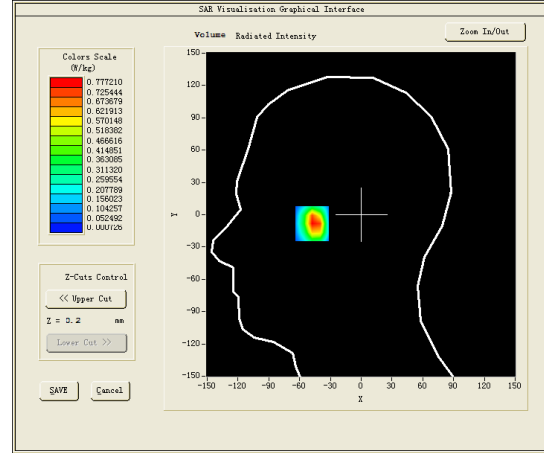 SAR Visualisation Graphical Interface
Volume Radiated Intensity
Zoom In/Out
Colors Scale
(W/kg)
0.777210
0.725444
0.673679
0.621913
0.570148
0.518382
0.466616
0.414851
0.363085
0.311320
0.259554
0.207789
0.156023
0.104257
0.052492
0.000726
Z-Cuts Control
<< Upper Cut
Z = 0.2 mm
Lower Cut >>
SAVE Cancel
150
120
90
60
30
0
-30
-60
-90
-120
-150
Y
-150 -120 -90 -60 -30 0 30 60 90 120 150
X